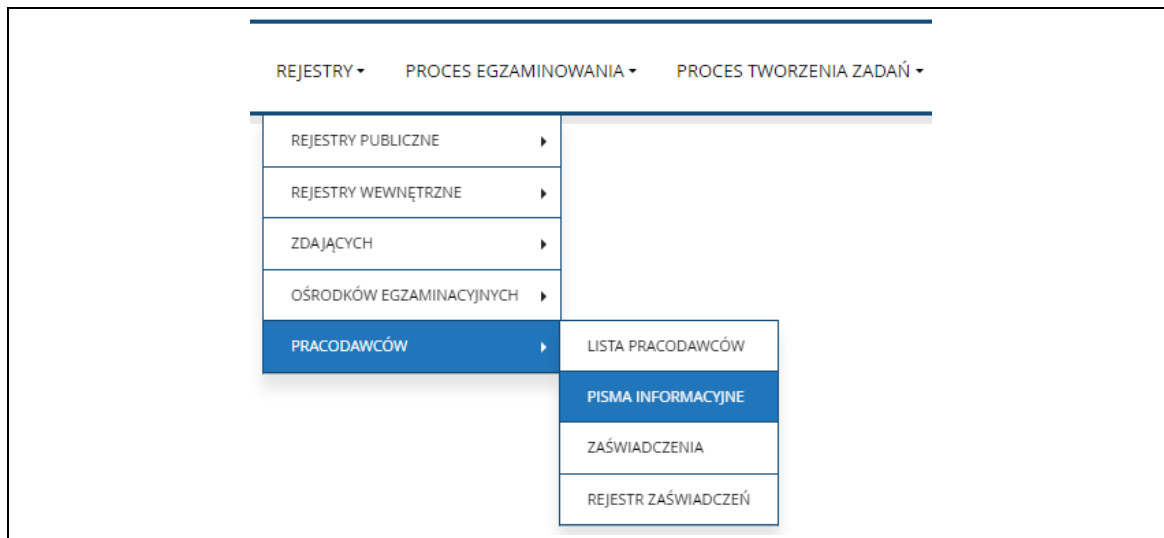 REJESTRY PROCES EGZAMINOWANIA PROCES TWORZENIA ZADAŃ
REJESTRY PUBLICZNE
REJESTRY WEWNĘTRZNE
ZDAJĄCYCH
OŚRODKÓW EGZAMINACYJNYCH
PRACODAWCÓW
LISTA PRACODAWCÓW
PISMA INFORMACYJNE
ZAŚWIADCZENIA
REJESTR ZAŚWIADCZEŃ